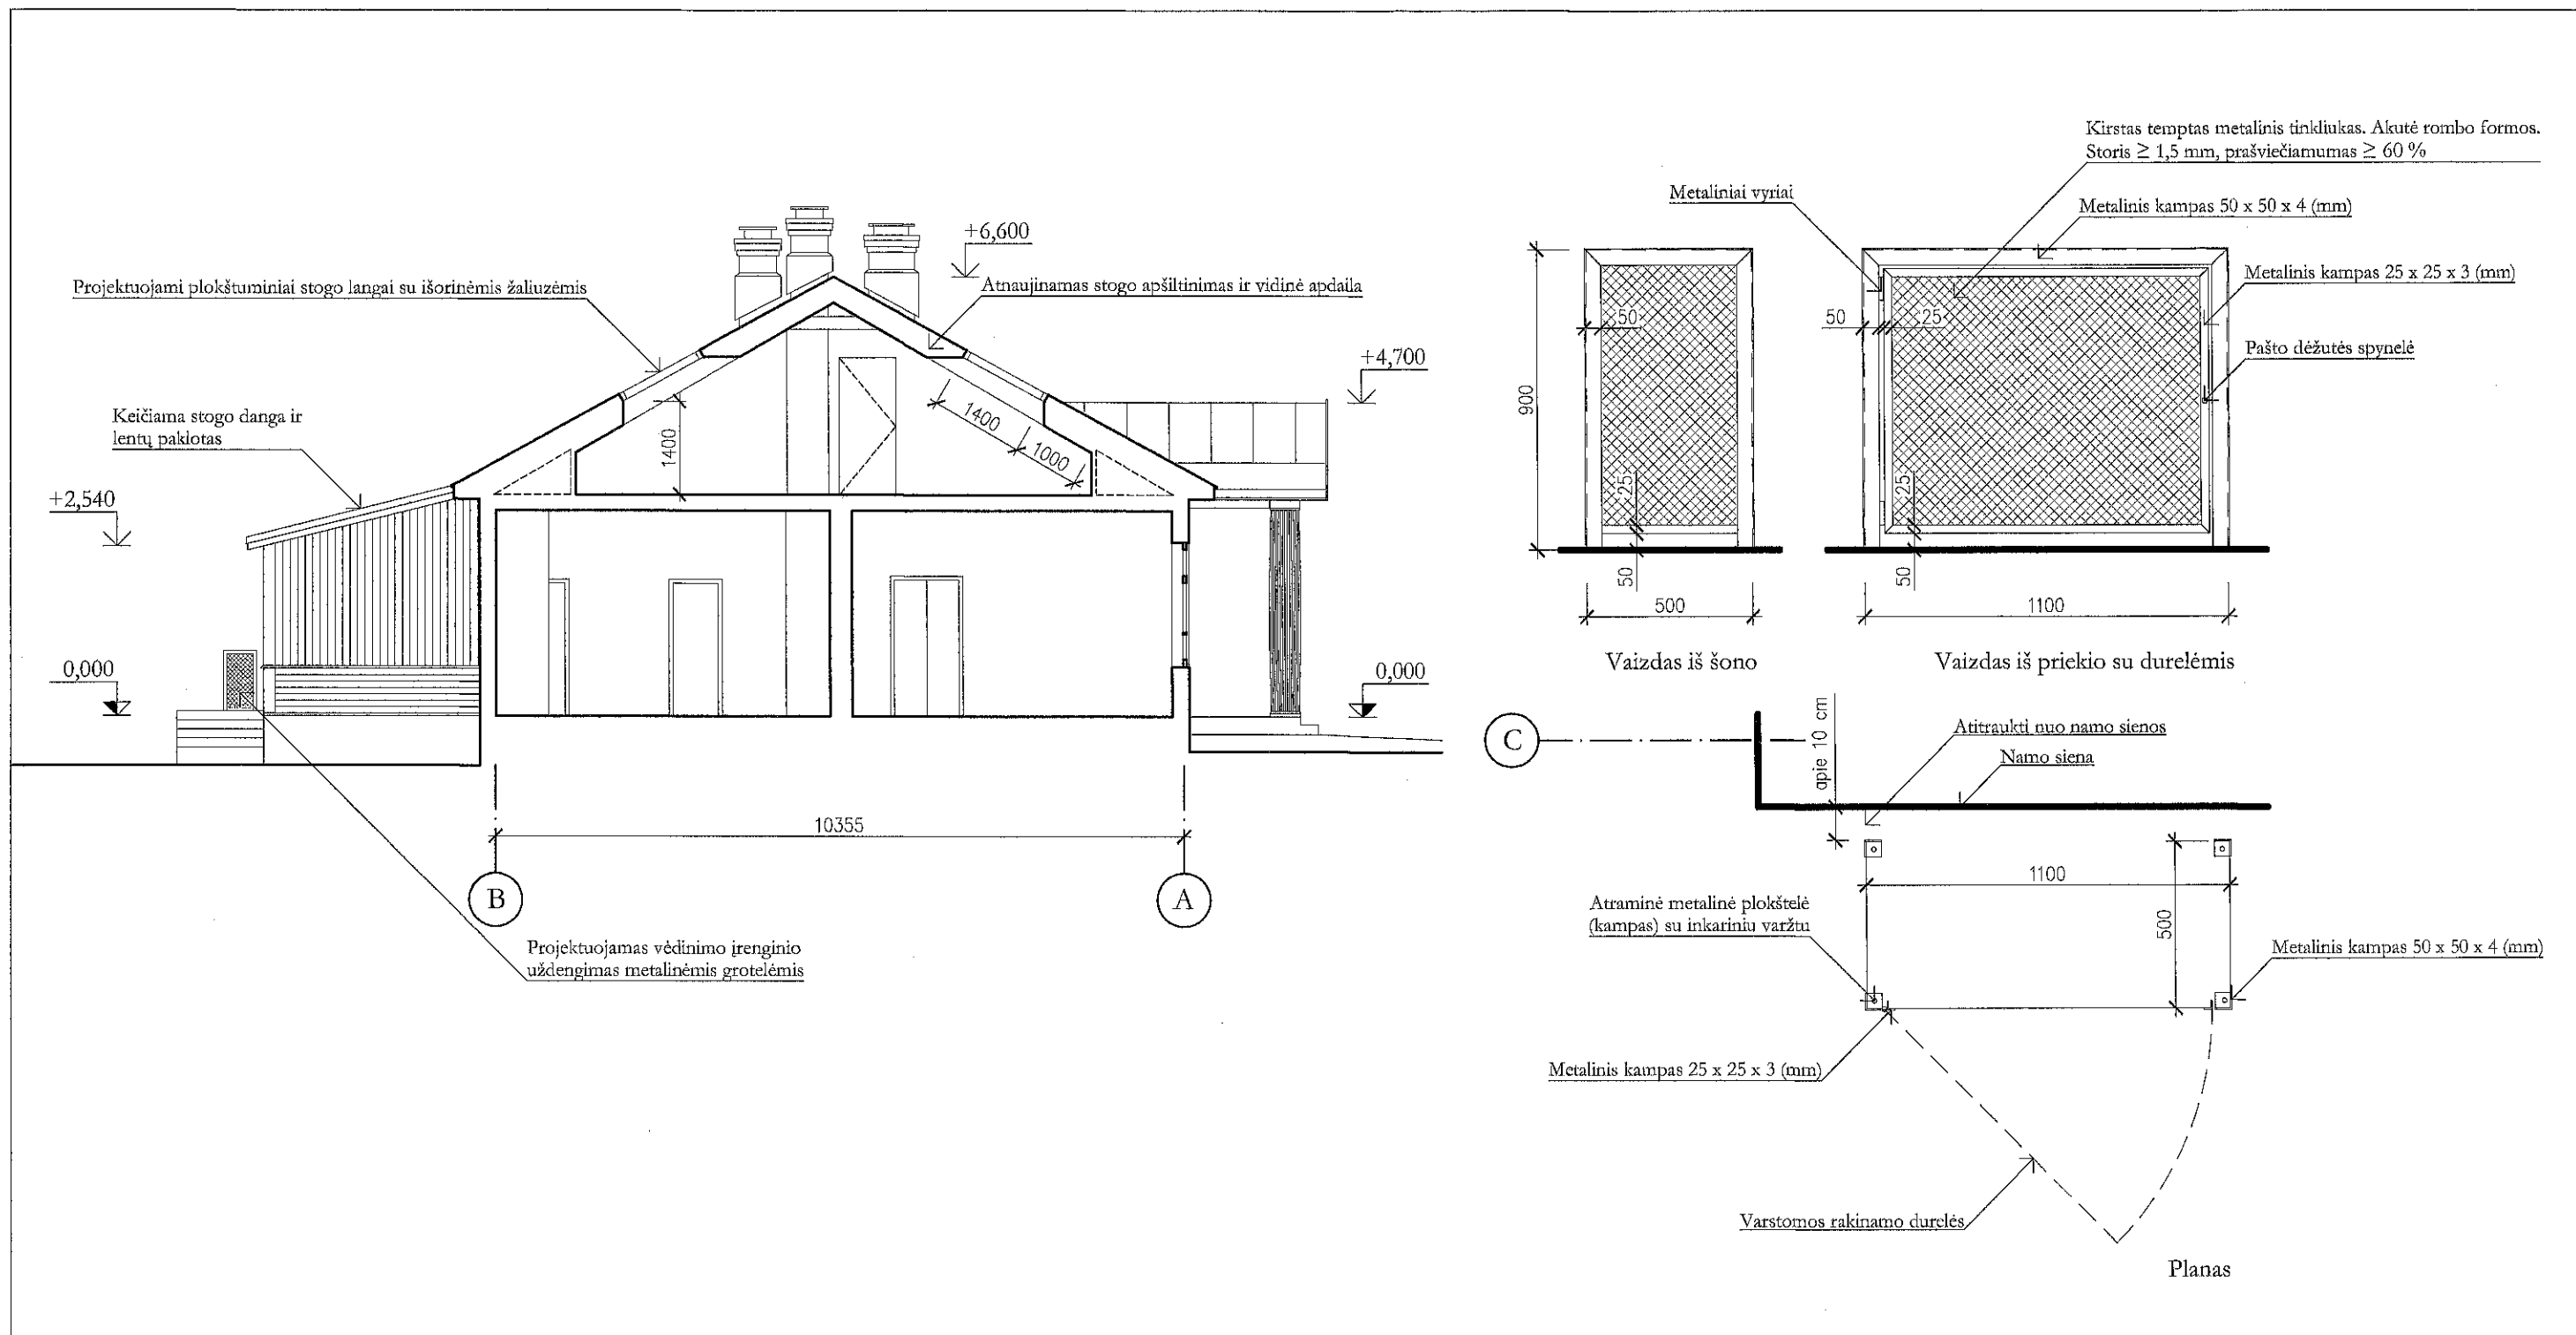 Kirstas temptas metalinis tinkliukas. Akutė rombo formos.
Storis ≥ 1,5 mm, prašviečiamumas ≥ 60 %
Metaliniai vyriai
Metalinis kampas 50 x 50 x 4 (mm)
+6,600
Projektuojami plokštuminiai stogo langai su išorinėmis žaliuzėmis
Atnaujinamas stogo apšiltinimas ir vidinė apdaila
Metalinis kampas 25 x 25 x 3 (mm)
50
50
25
+4,700
Pašto dėžutės spynelė
Keičiama stogo danga ir
lentų paklotas
1400
1400
1000
900
+2,540
25
25
50
50
500
1100
0,000
0,000
Vaizdas iš šono
Vaizdas iš priekio su durelėmis
C
apie 10 cm
Atitraukti nuo namo sienos
Namo siena
10355
B
A
1100
500
Atraminė metalinė plokštelė
(kampas) su inkariniu varžtu
Metalinis kampas 50 x 50 x 4 (mm)
Projektuojamas vėdinimo įrenginio
uždengimas metalinėmis grotelėmis
Metalinis kampas 25 x 25 x 3 (mm)
Varstomos rakinamo durelės
Planas